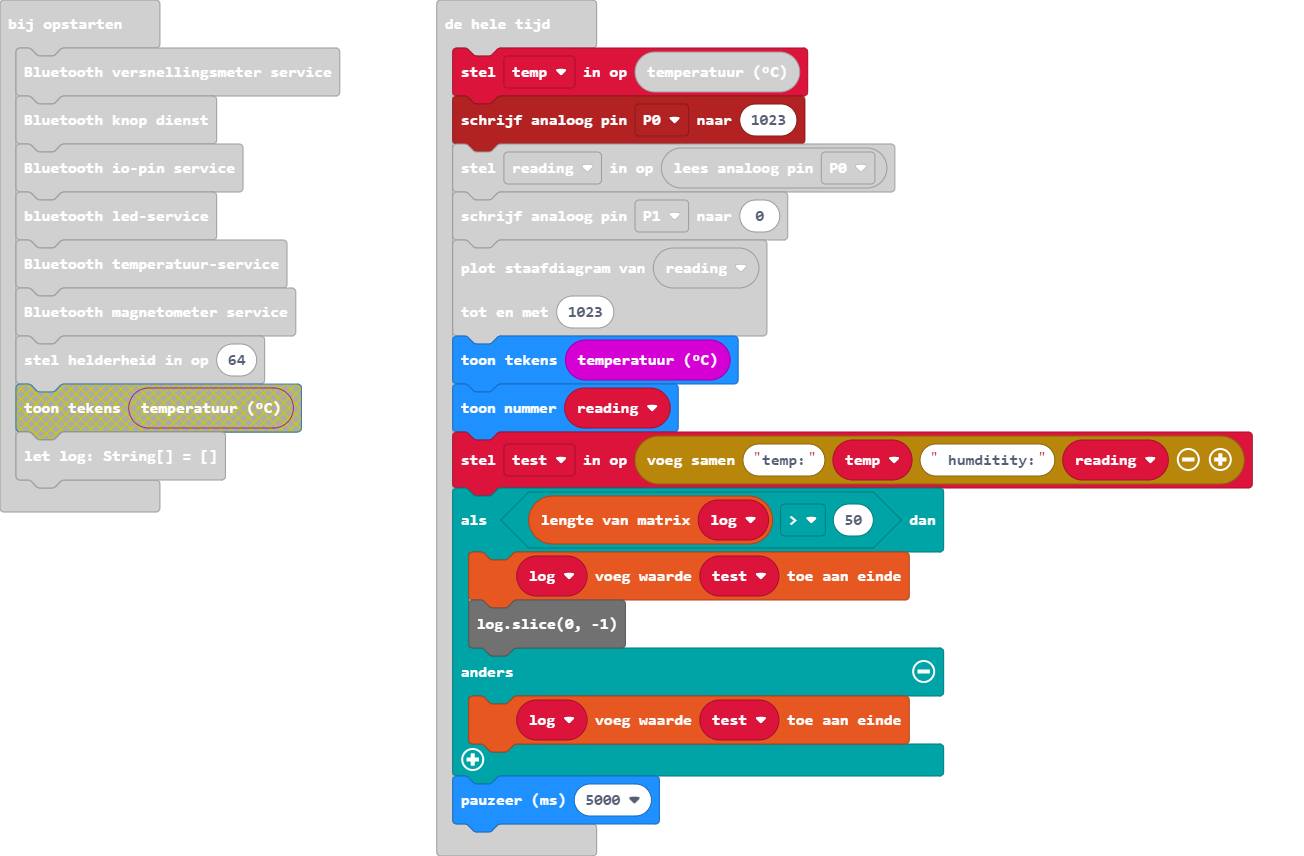 bij opstarten
Bluetooth versnellingsmeter service
Bluetooth knop dienst
Bluetooth io-pin service
bluetooth led-service
Bluetooth temperatuur-service
Bluetooth magnetometer service
stel helderheid in op 64
toon tekens temperatuur (ºC)
let log: String[] = []
de hele tijd
stel temp in op temperatuur (ºC)
schrijf analoog pin P0 naar 1023
stel reading in op lees analoog pin P0
schrijf analoog pin P1 naar 0
plot staafdiagram van reading
tot en met 1023
toon tekens temperatuur (ºC)
toon nummer reading
stel test in op voeg samen "temp:" temp " humditity:" reading
als lengte van matrix log > 50 dan
log voeg waarde test toe aan einde
log.slice(0, -1)
anders
log voeg waarde test toe aan einde
pauzeer (ms) 5000